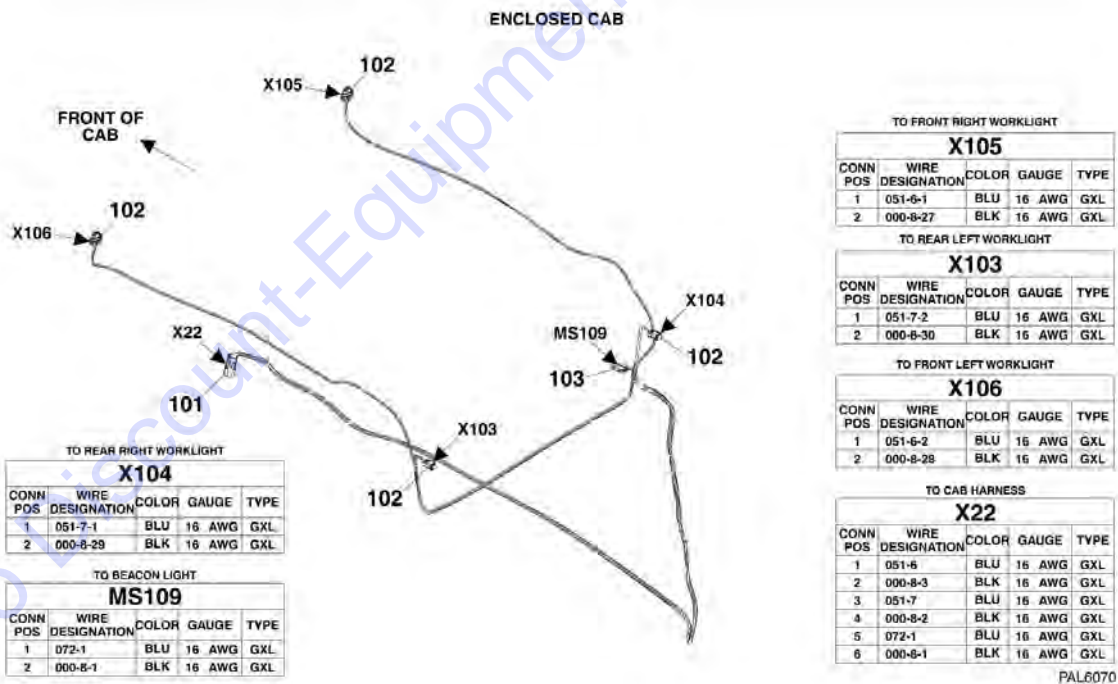 ENCLOSED CAB
X105
102
FRONT OF
CAB
X106
102
X22
101
X104
MS109
102
103
X103
102
TO REAR RIGHT WORKLIGHT
X104
CONN POS WIRE DESIGNATION COLOR GAUGE TYPE
1 051-7-1 BLU 16 AWG GXL
2 000-8-29 BLK 16 AWG GXL
TO BEACON LIGHT
MS109
CONN POS WIRE DESIGNATION COLOR GAUGE TYPE
1 072-1 BLU 16 AWG GXL
2 000-8-1 BLK 16 AWG GXL
TO FRONT RIGHT WORKLIGHT
X105
CONN POS WIRE DESIGNATION COLOR GAUGE TYPE
1 051-6-1 BLU 16 AWG GXL
2 000-8-27 BLK 16 AWG GXL
TO REAR LEFT WORKLIGHT
X103
CONN POS WIRE DESIGNATION COLOR GAUGE TYPE
1 051-7-2 BLU 16 AWG GXL
2 000-8-30 BLK 16 AWG GXL
TO FRONT LEFT WORKLIGHT
X106
CONN POS WIRE DESIGNATION COLOR GAUGE TYPE
1 051-6-2 BLU 16 AWG GXL
2 000-8-28 BLK 16 AWG GXL
TO CAB HARNESS
X22
CONN POS WIRE DESIGNATION COLOR GAUGE TYPE
1 051-6 BLU 16 AWG GXL
2 000-8-3 BLK 16 AWG GXL
3 051-7 BLU 16 AWG GXL
4 000-8-2 BLK 16 AWG GXL
5 072-1 BLU 16 AWG GXL
6 000-8-1 BLK 16 AWG GXL
PAL6070
Discount-Equipmen